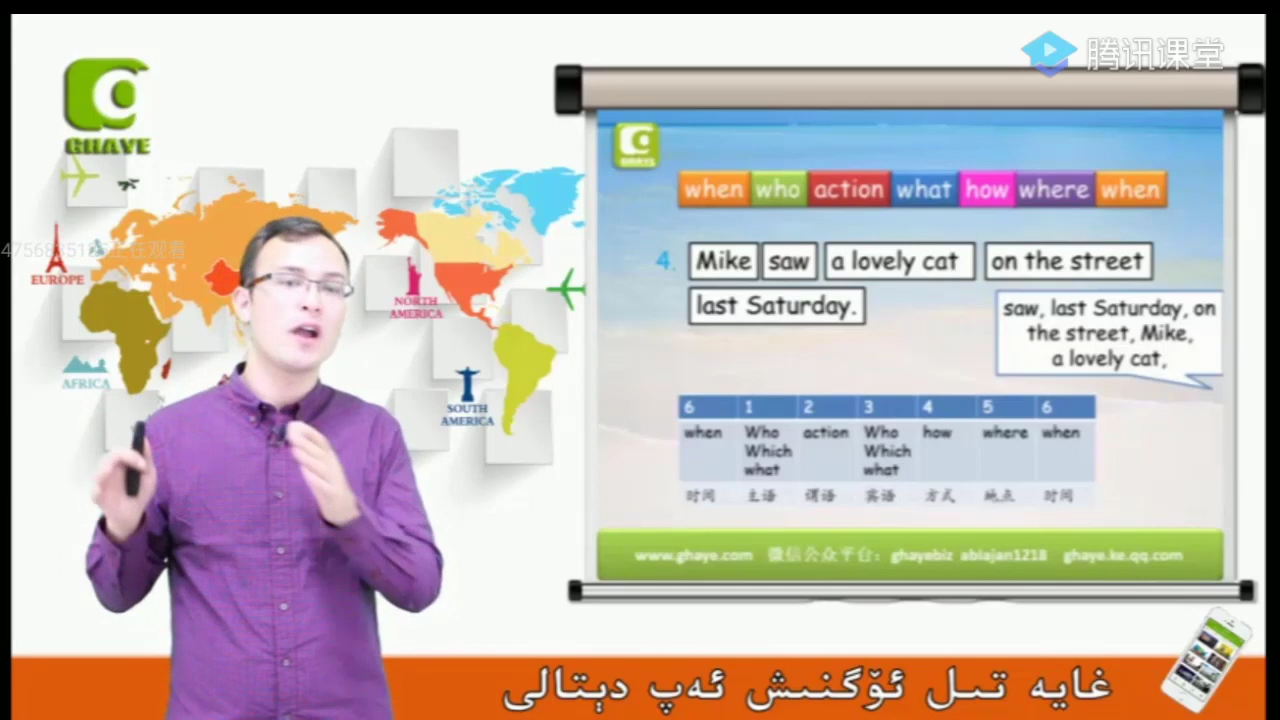 腾讯课堂
GHAYE
GHAYE
when who action what how where when
正在观看
EUROPE
4. Mike saw a lovely cat on the street
last Saturday.
NORTH
AMERICA
saw, last Saturday, on
the street, Mike,
a lovely cat,
AFRICA
SOUTH
AMERICA
6 1 2 3 4 5 6
when Who action Who how where when
Which Which
what what
时间 主语 谓语 宾语 方式 地点 时间
www.ghaye.com 微信公众平台: ghayebiz abiajan1218 ghaye.ke.qq.com
غايە تىل ئۆگىنىش ئەپ دېتالى